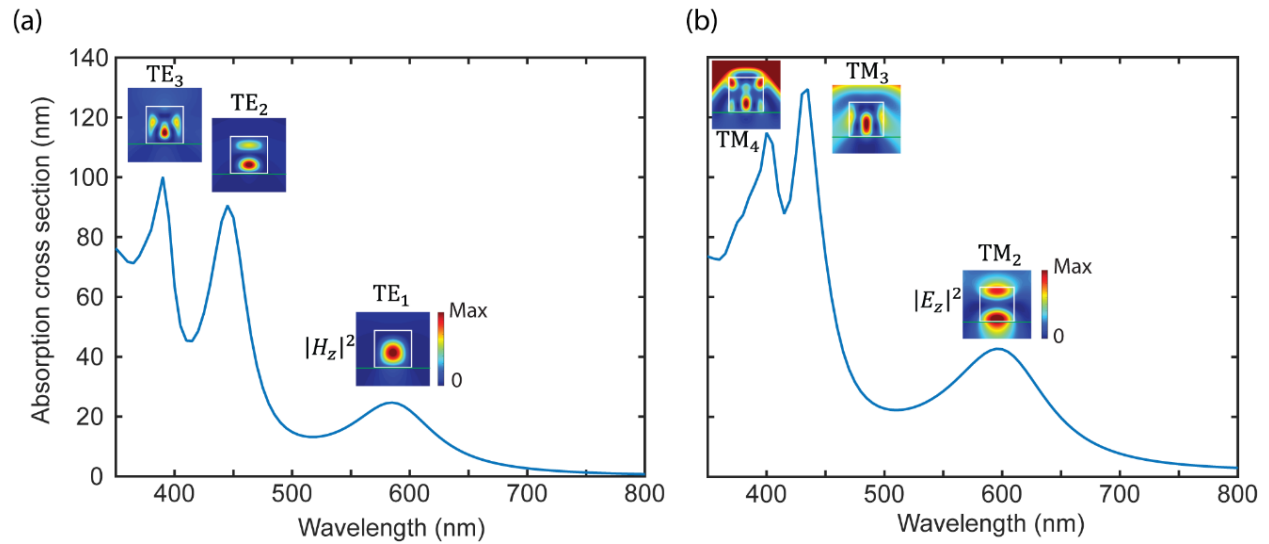 (a)
Absorption cross section (nm)
140
120
100
80
60
40
20
0
TE₃
TE₂
TE₁
|H_z|²
Max
0
400
500
600
700
800
Wavelength (nm)
(b)
TM₄
TM₃
TM₂
|E_z|²
Max
0
400
500
600
700
800
Wavelength (nm)